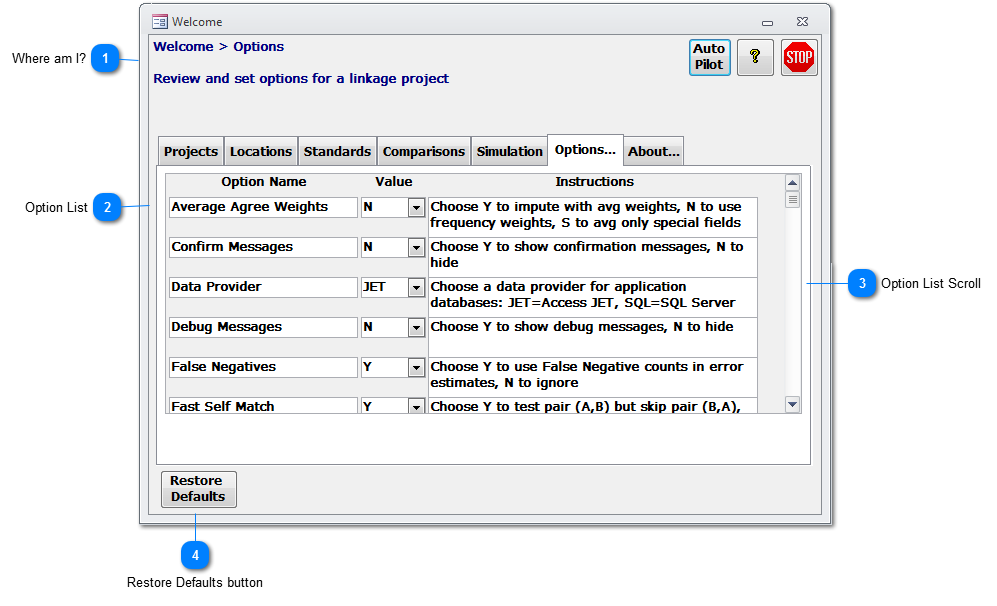 Welcome
Where am I?
1
Welcome > Options
Auto
Pilot
?
STOP
Review and set options for a linkage project
Projects
Locations
Standards
Comparisons
Simulation
Options...
About...
Option Name
Value
Instructions
Option List
2
Average Agree Weights
N
Choose Y to impute with avg weights, N to use
frequency weights, S to avg only special fields
Confirm Messages
N
Choose Y to show confirmation messages, N to
hide
Data Provider
JET
Choose a data provider for application
databases: JET=Access JET, SQL=SQL Server
3
Option List Scroll
Debug Messages
N
Choose Y to show debug messages, N to hide
False Negatives
Y
Choose Y to use False Negative counts in error
estimates, N to ignore
Fast Self Match
Y
Choose Y to test pair (A,B) but skip pair (B,A),
Restore
Defaults
4
Restore Defaults button